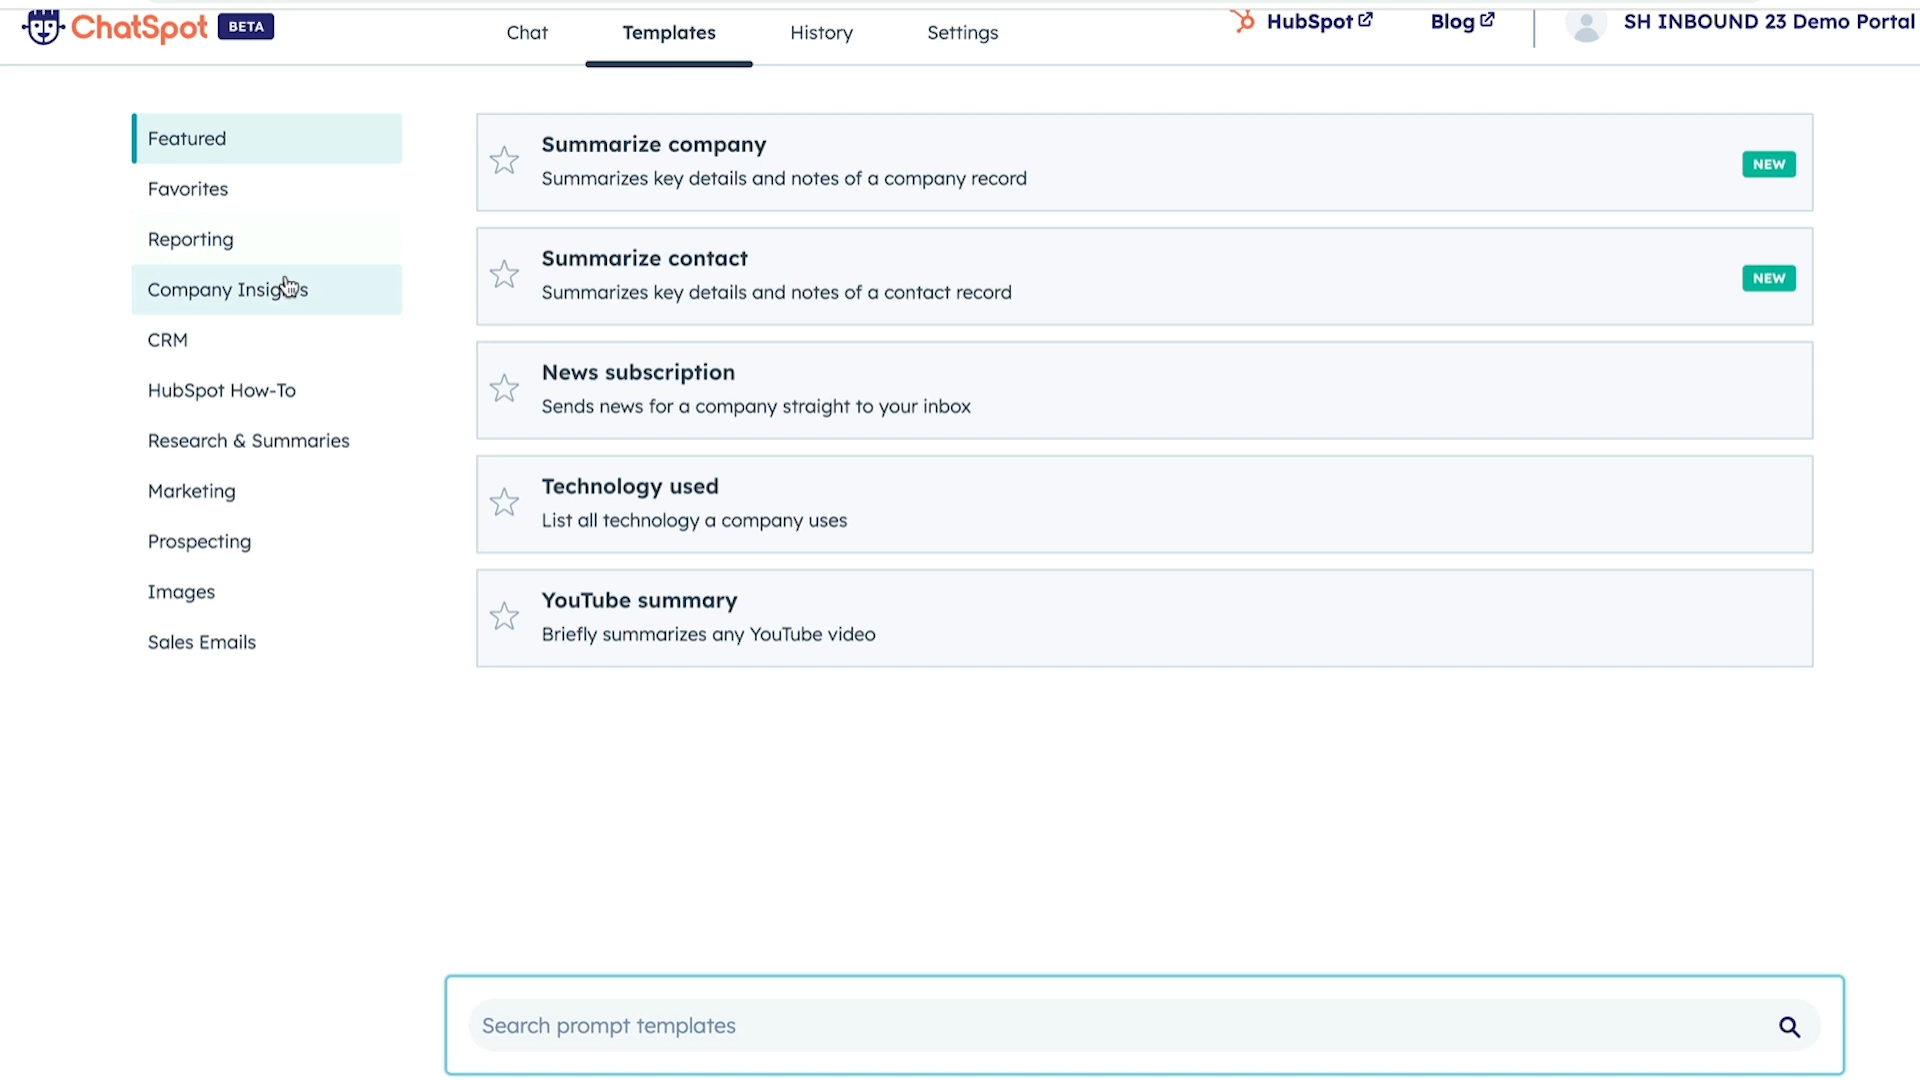 ChatSpot BETA
Chat
Templates
History
Settings
HubSpot
Blog
SH INBOUND 23 Demo Portal
Featured
Favorites
Reporting
Company Insights
CRM
HubSpot How-To
Research & Summaries
Marketing
Prospecting
Images
Sales Emails
Summarize company
Summarizes key details and notes of a company record
NEW
Summarize contact
Summarizes key details and notes of a contact record
NEW
News subscription
Sends news for a company straight to your inbox
Technology used
List all technology a company uses
YouTube summary
Briefly summarizes any YouTube video
Search prompt templates